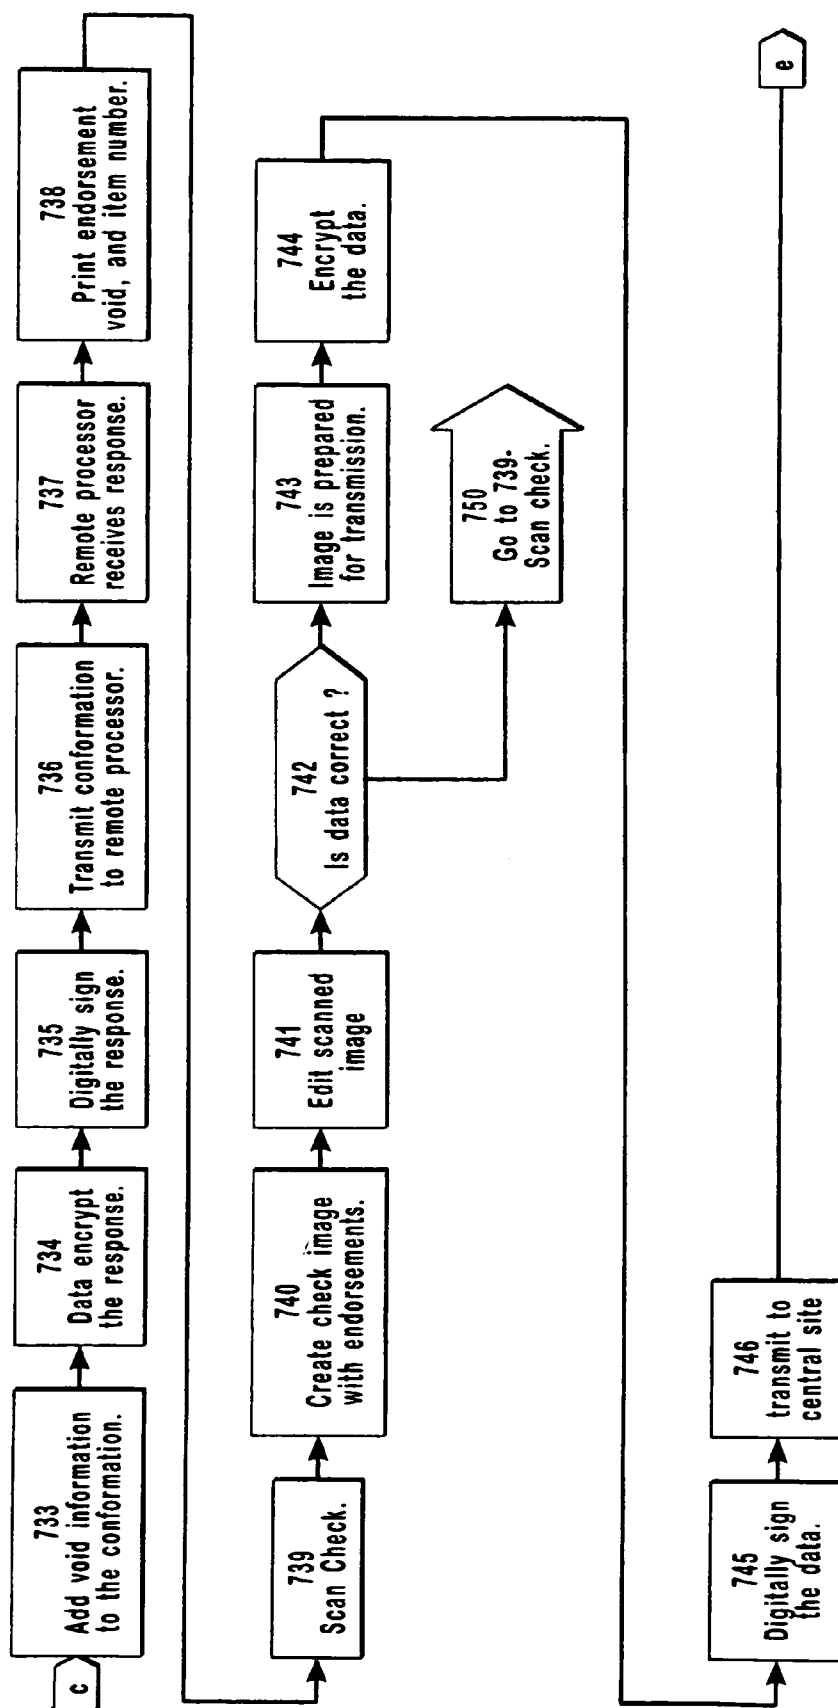 c
733
Add void information
to the conformation.
734
Data encrypt
the response.
735
Digitally sign
the response.
736
Transmit conformation
to remote processor.
737
Remote processor
receives response.
738
Print endorsement
void, and item number.
739
Scan Check.
740
Create check image
with endorsements.
741
Edit scanned
image
742
Is data correct ?
743
Image is prepared
for transmission.
744
Encrypt
the data.
750
Go to 739-
Scan check.
745
Digitally sign
the data.
746
transmit to
central site
e